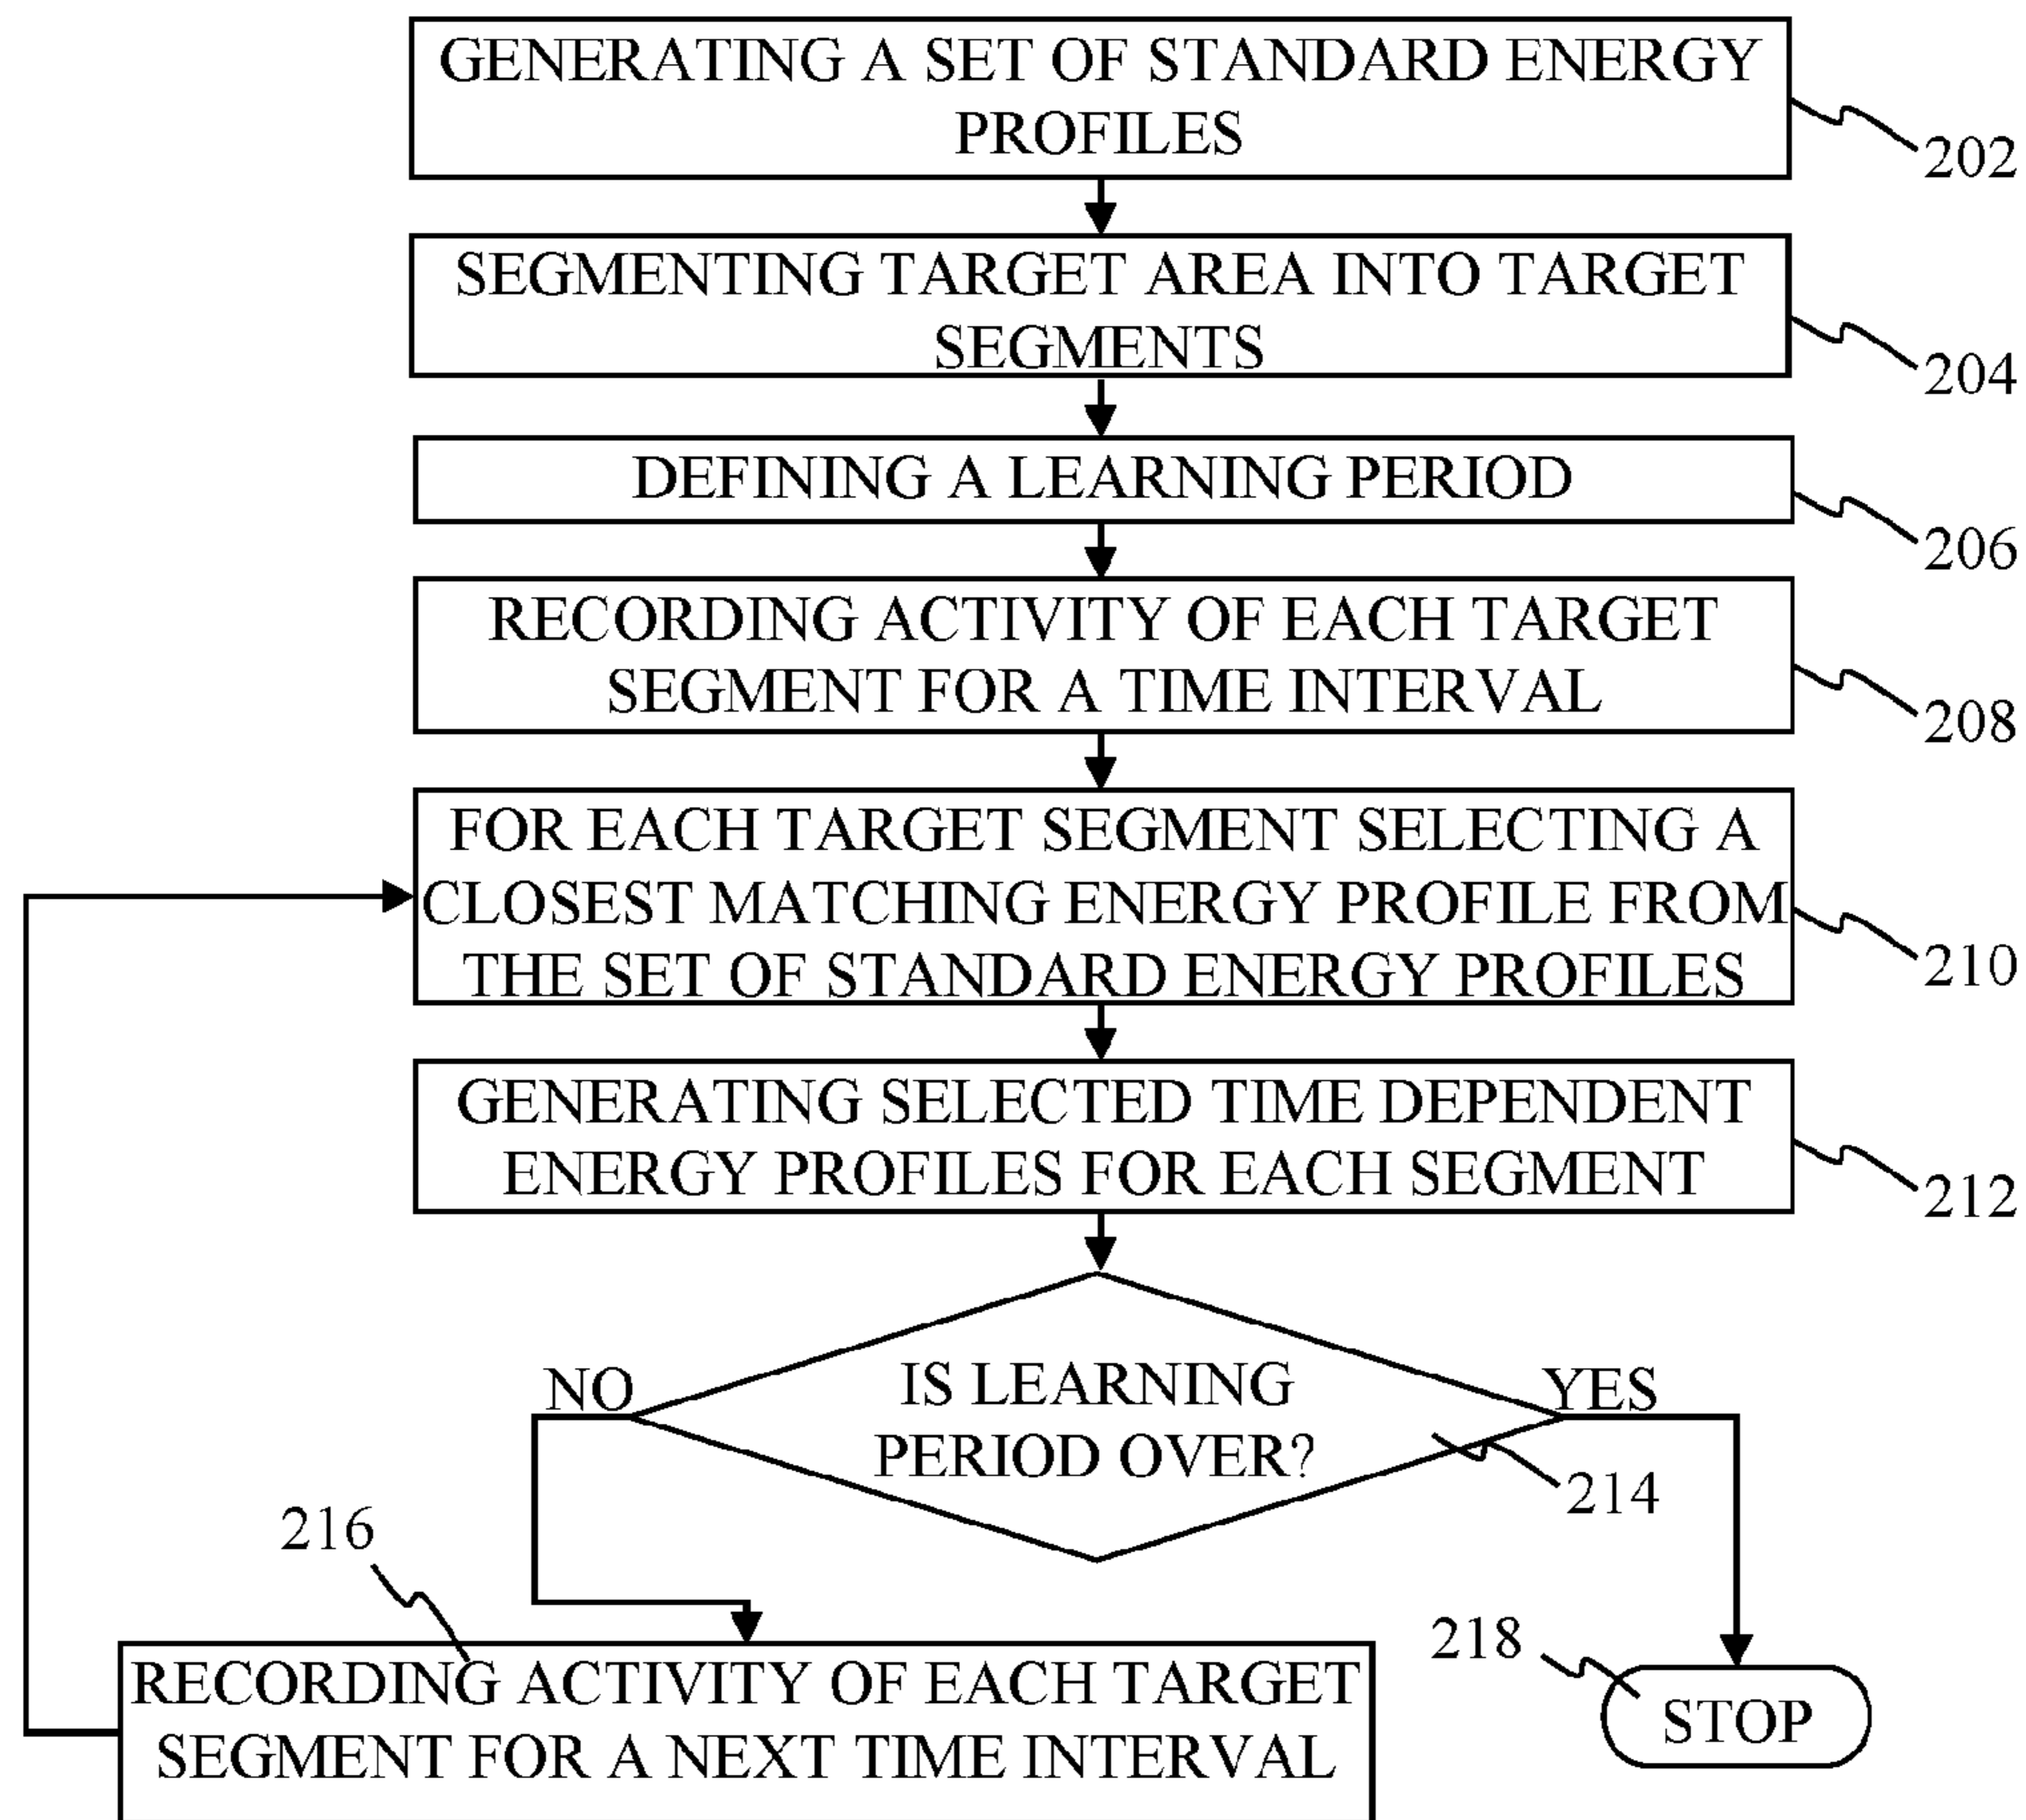 GENERATING A SET OF STANDARD ENERGY
PROFILES
202
SEGMENTING TARGET AREA INTO TARGET
SEGMENTS
204
DEFINING A LEARNING PERIOD
206
RECORDING ACTIVITY OF EACH TARGET
SEGMENT FOR A TIME INTERVAL
208
FOR EACH TARGET SEGMENT SELECTING A
CLOSEST MATCHING ENERGY PROFILE FROM
THE SET OF STANDARD ENERGY PROFILES
210
GENERATING SELECTED TIME DEPENDENT
ENERGY PROFILES FOR EACH SEGMENT
212
NO
IS LEARNING
PERIOD OVER?
YES
214
216
RECORDING ACTIVITY OF EACH TARGET
SEGMENT FOR A NEXT TIME INTERVAL
218
STOP